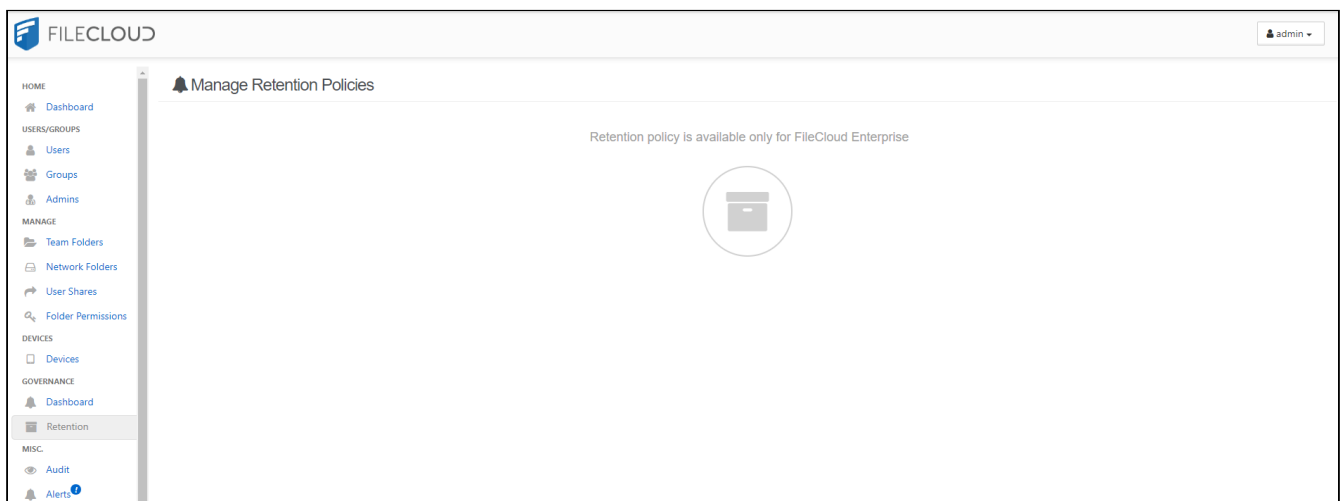 FILECLOUD
admin
HOME
Dashboard
USERS/GROUPS
Users
Groups
Admins
MANAGE
Team Folders
Network Folders
User Shares
Folder Permissions
DEVICES
Devices
GOVERNANCE
Dashboard
Retention
MISC.
Audit
Alerts
Manage Retention Policies
Retention policy is available only for FileCloud Enterprise